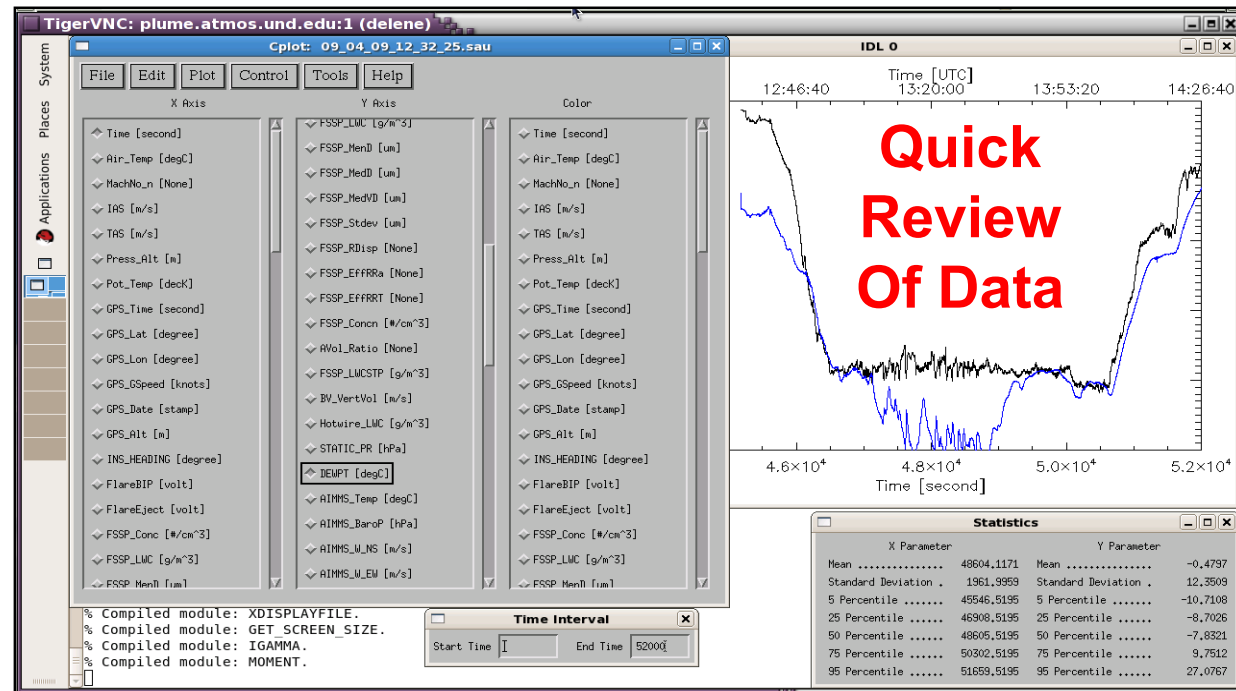 TigerVNC: plume.atmos.und.edu:1 (delene)
System
Places
Applications
Cplot: 09_04_09_12_32_25.sau
File Edit Plot Control Tools Help
X Axis
Time [second]
Air_Temp [degC]
MachNo_n [None]
IAS [m/s]
TAS [m/s]
Press_Alt [m]
Pot_Temp [decK]
GPS_Time [second]
GPS_Lat [degree]
GPS_Lon [degree]
GPS_GSpeed [knots]
GPS_Date [stamp]
GPS_Alt [m]
INS_HEADING [degree]
FlareBIP [volt]
FlareEject [volt]
FSSP_Conc [#/cm^3]
FSSP_LWC [g/m^3]
FSSP_MenD [um]
Y Axis
FSSP_LWC [g/m^3]
FSSP_MenD [um]
FSSP_MedD [um]
FSSP_MedVD [um]
FSSP_Stdev [um]
FSSP_RDisp [None]
FSSP_EffRRa [None]
FSSP_EffRRT [None]
FSSP_Concn [#/cm^3]
AVol_Ratio [None]
FSSP_LWCSTP [g/m^3]
BV_VertVol [m/s]
Hotwire_LWC [g/m^3]
STATIC_PR [hPa]
DEWPT [degC]
AIMMS_Temp [degC]
AIMMS_BaroP [hPa]
AIMMS_W_NS [m/s]
AIMMS_W_EW [m/s]
Color
Time [second]
Air_Temp [degC]
MachNo_n [None]
IAS [m/s]
TAS [m/s]
Press_Alt [m]
Pot_Temp [decK]
GPS_Time [second]
GPS_Lat [degree]
GPS_Lon [degree]
GPS_GSpeed [knots]
GPS_Date [stamp]
GPS_Alt [m]
INS_HEADING [degree]
FlareBIP [volt]
FlareEject [volt]
FSSP_Conc [#/cm^3]
FSSP_LWC [g/m^3]
FSSP_MenD [um]
IDL 0
Time [UTC]
12:46:40 13:20:00 13:53:20 14:26:40
Quick
Review
Of Data
4.6×10⁴ 4.8×10⁴ 5.0×10⁴ 5.2×10⁴
Time [second]
% Compiled module: XDISPLAYFILE.
% Compiled module: GET_SCREEN_SIZE.
% Compiled module: IGAMMA.
% Compiled module: MOMENT.
Time Interval
Start Time End Time 52000
Statistics
X Parameter Y Parameter
Mean ............... 48604.1171 Mean ............... -0.4797
Standard Deviation . 1961.9959 Standard Deviation . 12.3509
5 Percentile ....... 45546.5195 5 Percentile ....... -10.7108
25 Percentile ...... 46908.5195 25 Percentile ...... -8.7026
50 Percentile ...... 48605.5195 50 Percentile ...... -7.8321
75 Percentile ...... 50302.5195 75 Percentile ...... 9.7512
95 Percentile ...... 51659.5195 95 Percentile ...... 27.0767